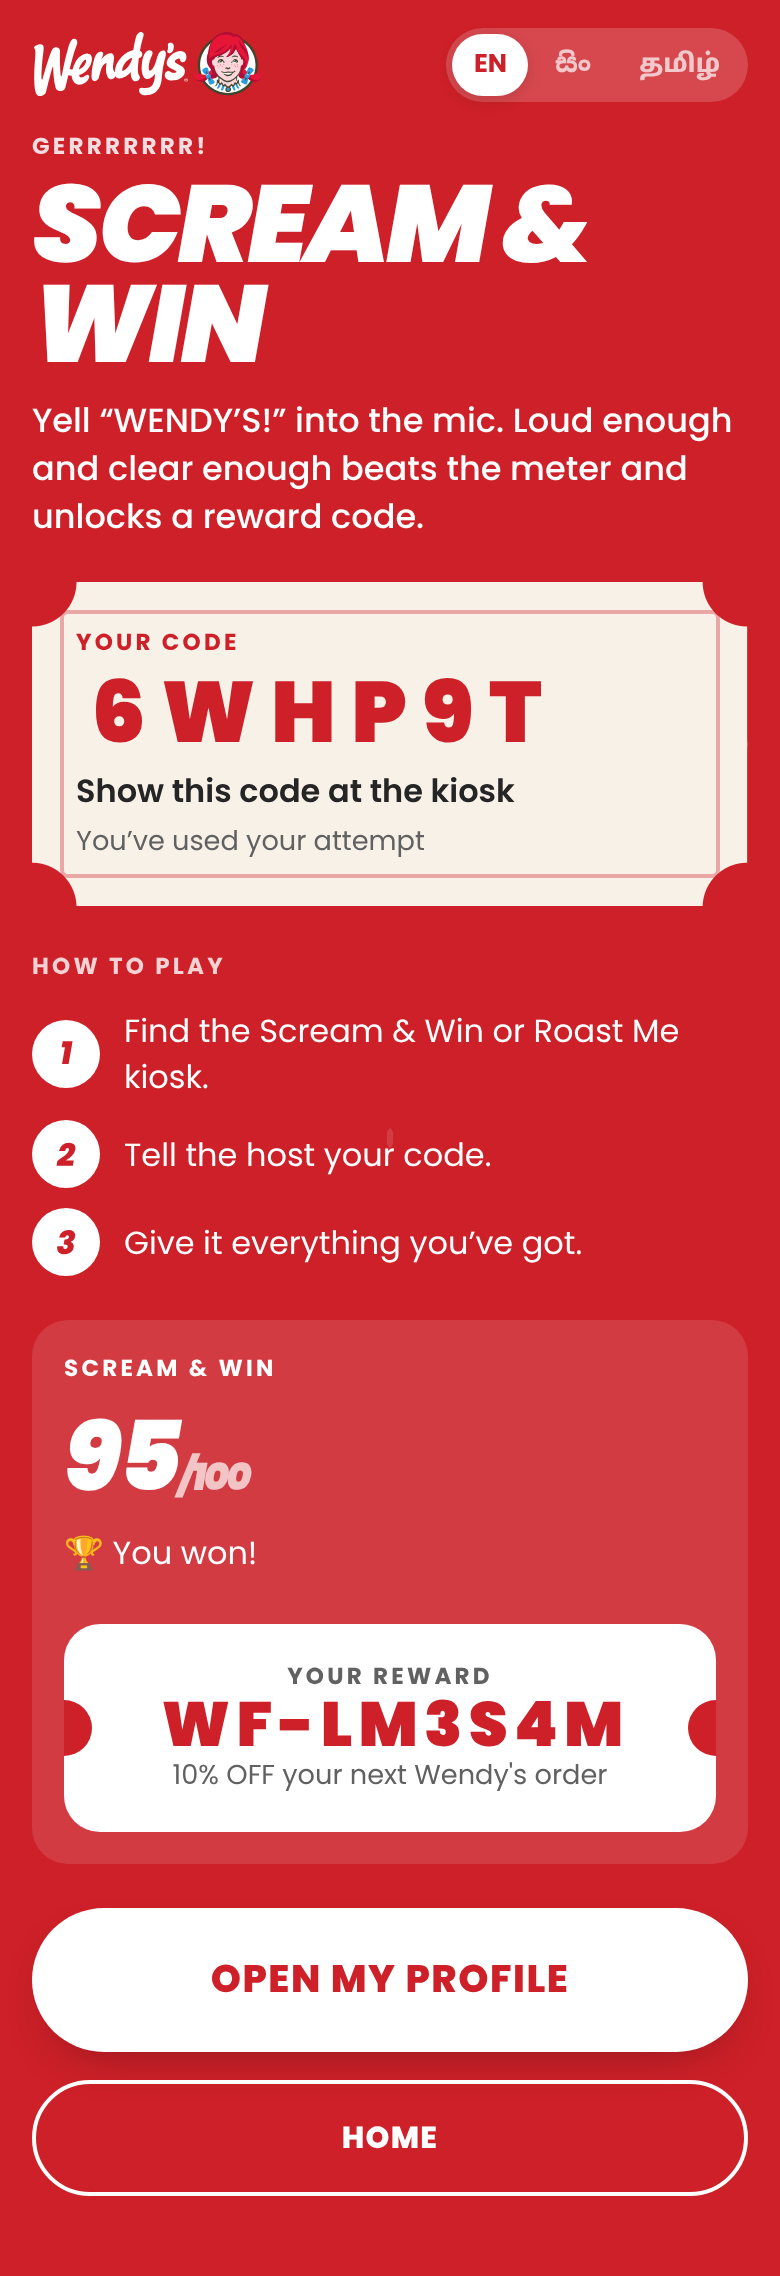 Wendy's
EN සිං தமிழ்
GERRRRRRR!
SCREAM &
WIN
Yell “WENDY’S!” into the mic. Loud enough
and clear enough beats the meter and
unlocks a reward code.
YOUR CODE
6WHP9T
Show this code at the kiosk
You’ve used your attempt
HOW TO PLAY
1 Find the Scream & Win or Roast Me
kiosk.
2 Tell the host your code.
3 Give it everything you’ve got.
SCREAM & WIN
95/100
🏆 You won!
YOUR REWARD
WF-LM3S4M
10% OFF your next Wendy's order
OPEN MY PROFILE
HOME